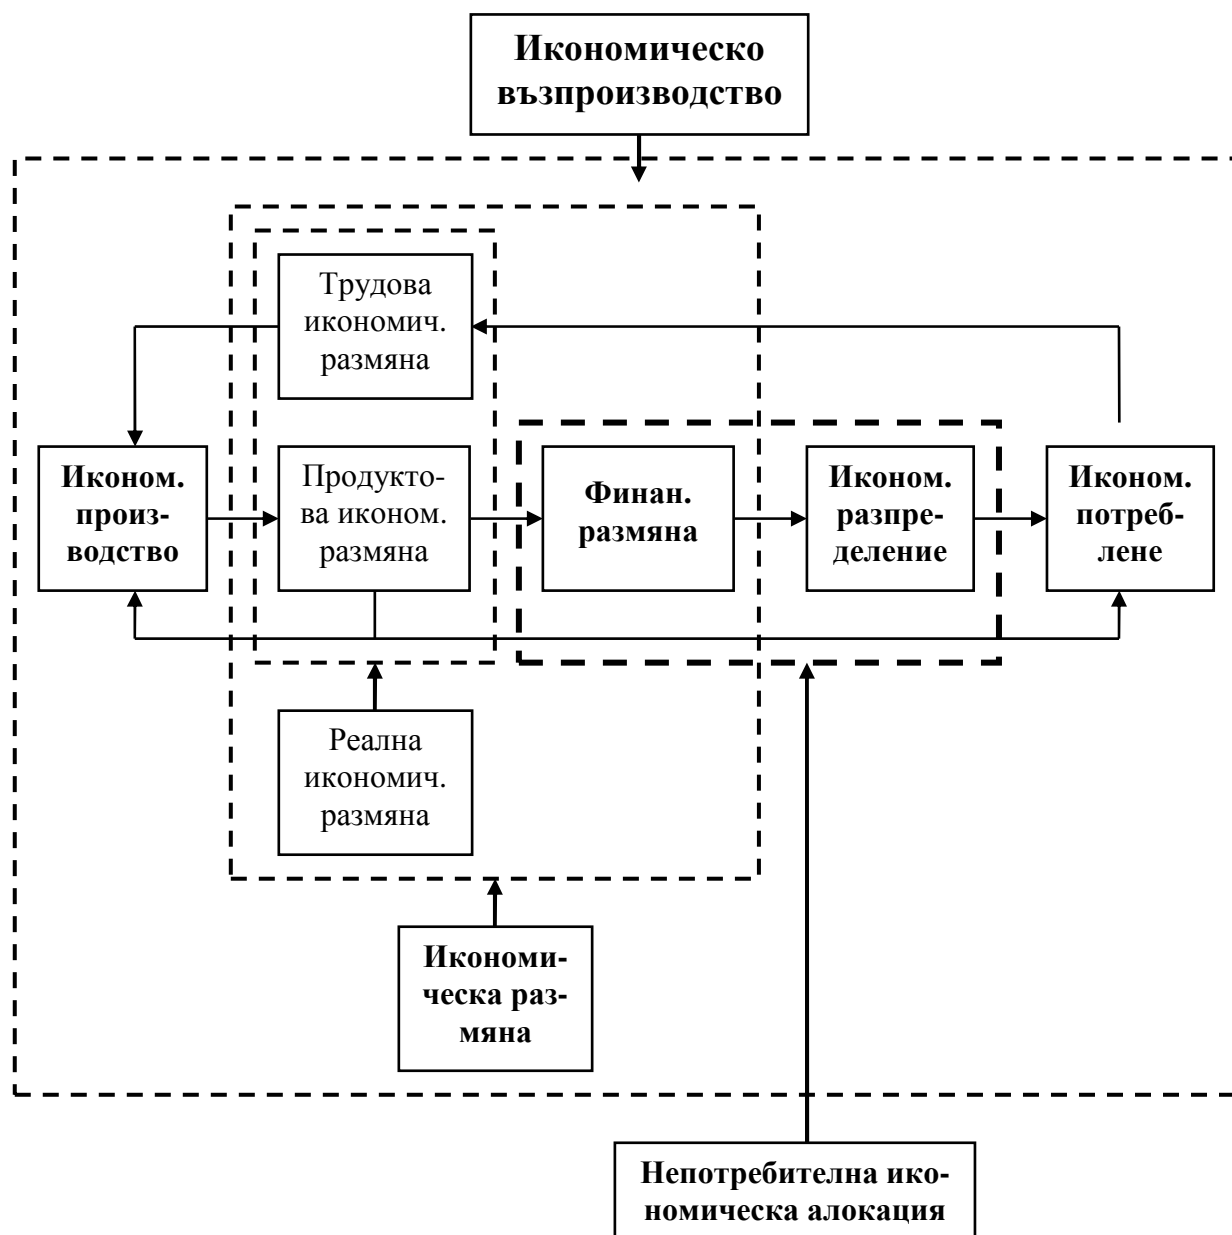 Икономическо
възпроизводство
Трудова
икономич.
размяна
Иконом.
произ-
водство
Продукто-
ва иконом.
размяна
Финан.
размяна
Иконом.
разпре-
деление
Иконом.
потреб-
лене
Реална
икономич.
размяна
Икономи-
ческа раз-
мяна
Непотребителна ико-
номическа алокация